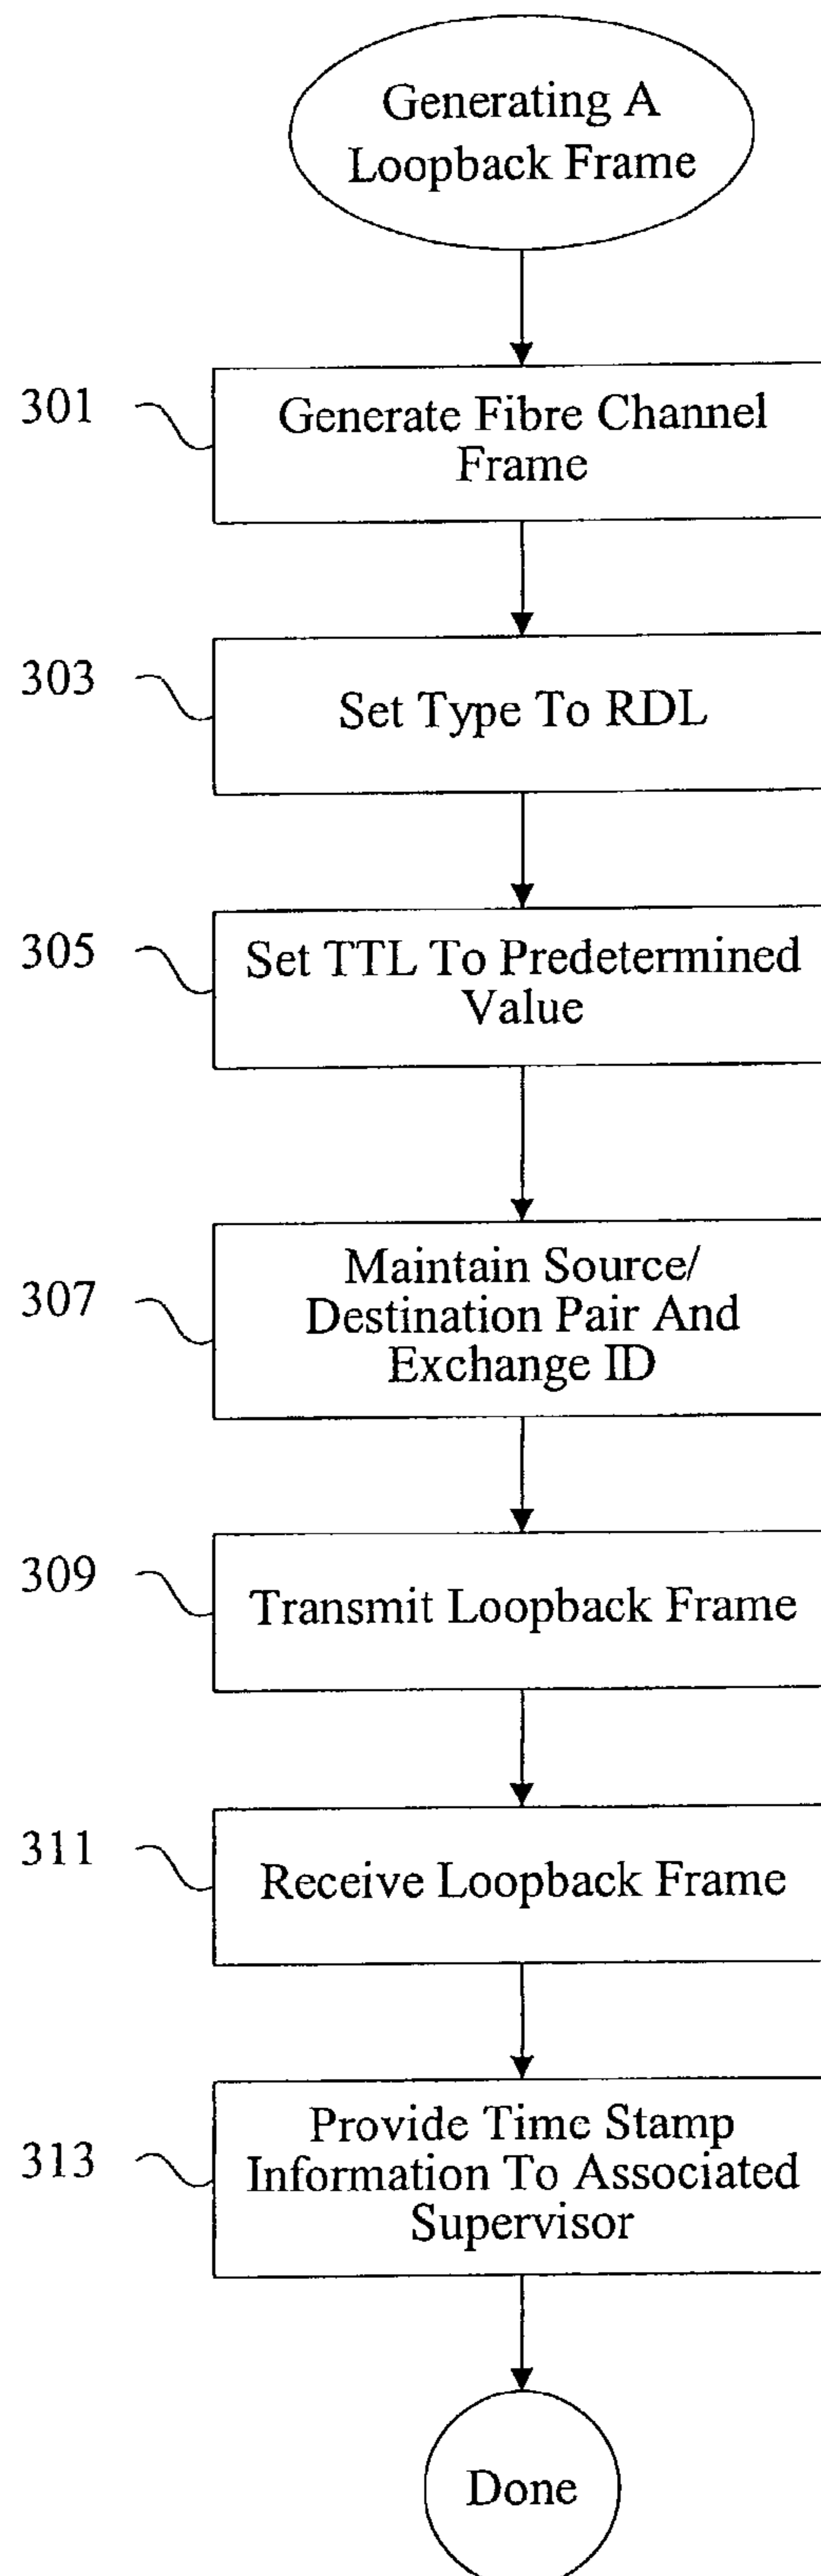 Generating A
Loopback Frame
301
Generate Fibre Channel
Frame
303
Set Type To RDL
305
Set TTL To Predetermined
Value
307
Maintain Source/
Destination Pair And
Exchange ID
309
Transmit Loopback Frame
311
Receive Loopback Frame
313
Provide Time Stamp
Information To Associated
Supervisor
Done